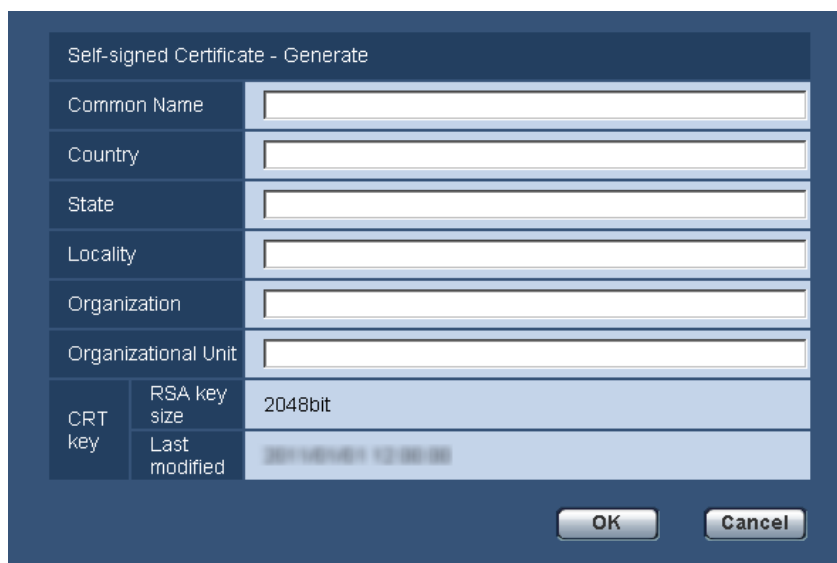 Self-signed Certificate - Generate
Common Name
Country
State
Locality
Organization
Organizational Unit
CRT key
RSA key size
2048bit
Last modified
OK
Cancel